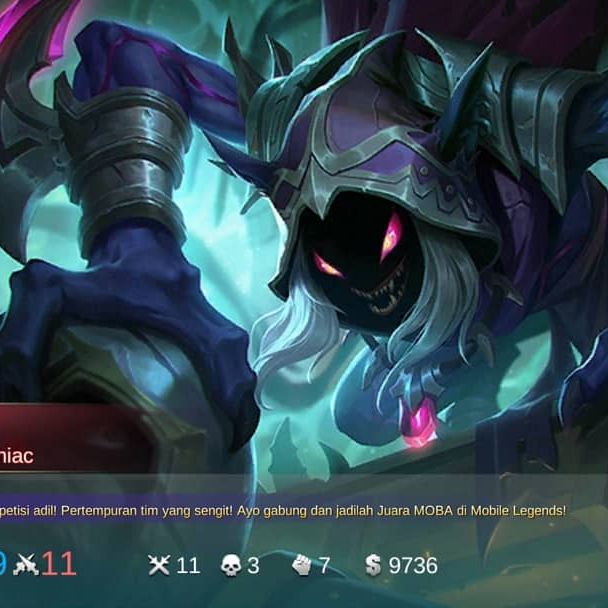 niac
petisi adil! Pertempuran tim yang sengit! Ayo gabung dan jadilah Juara MOBA di Mobile Legends!
9 11 11 3 7 9736